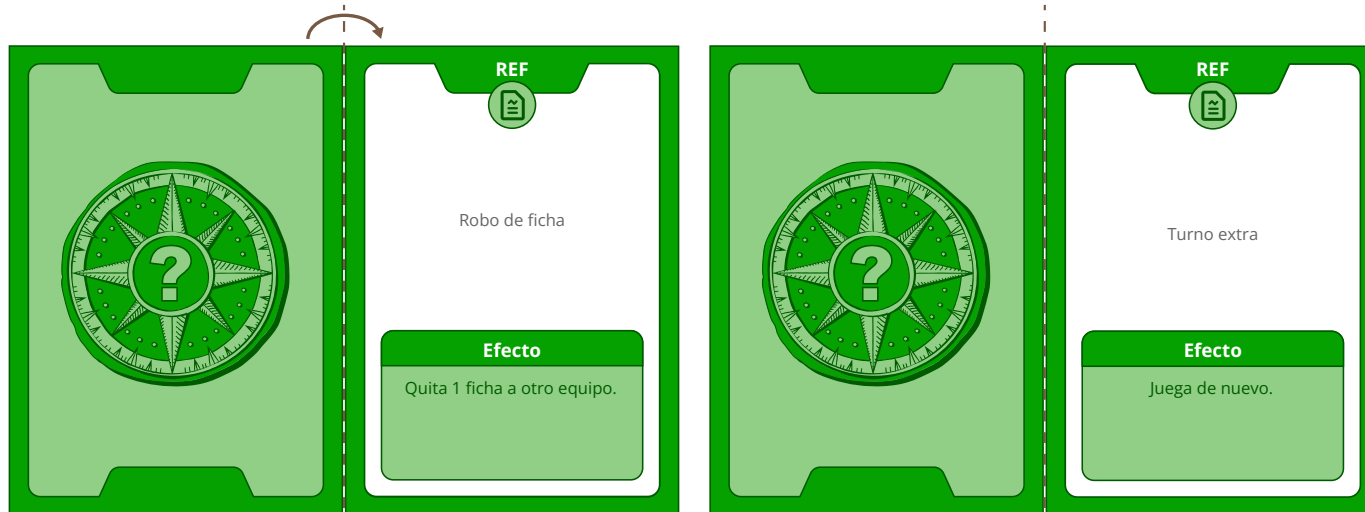 REF
?
Robo de ficha
Efecto
Quita 1 ficha a otro equipo.
REF
?
Turno extra
Efecto
Juega de nuevo.